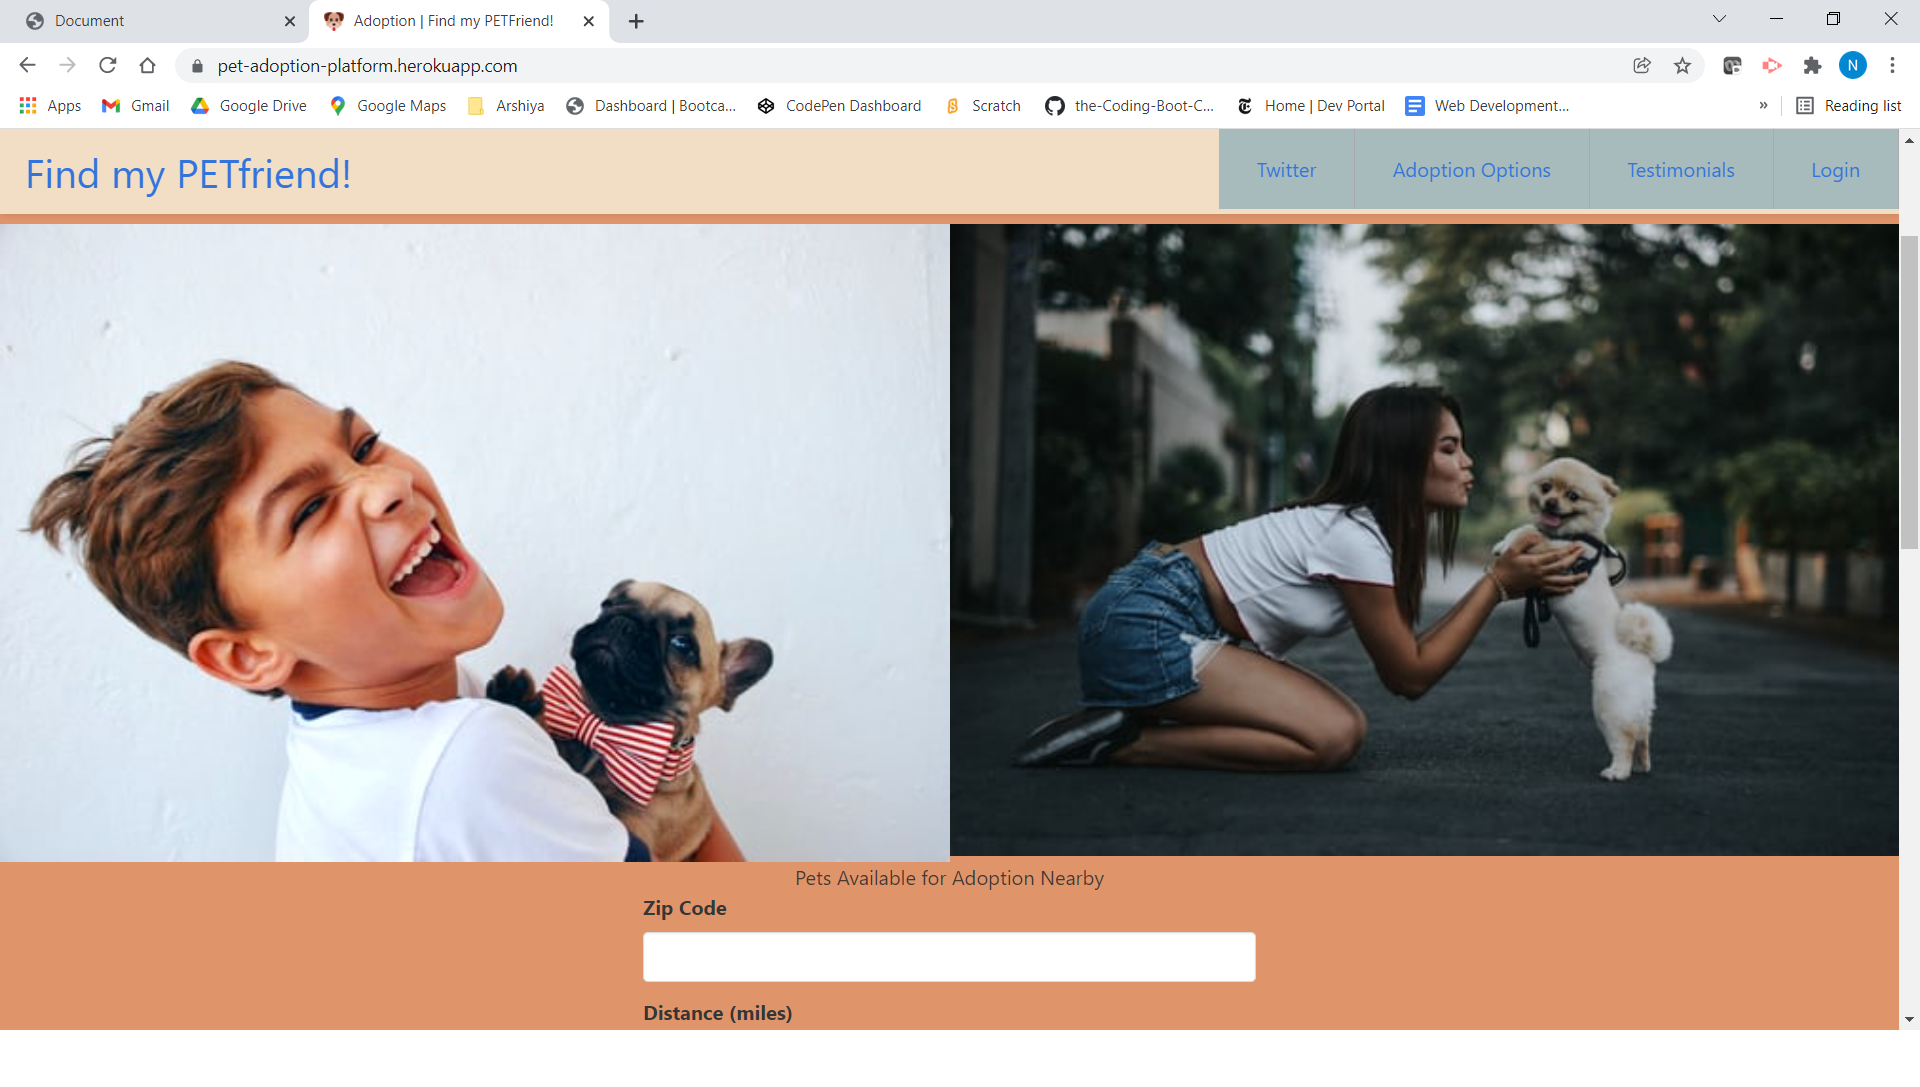 Document
Adoption | Find my PETFriend!
pet-adoption-platform.herokuapp.com
N
Apps
Gmail
Google Drive
Google Maps
Arshiya
Dashboard | Bootca...
CodePen Dashboard
Scratch
the-Coding-Boot-C...
Home | Dev Portal
Web Development...
»
Reading list
Find my PETfriend!
Twitter
Adoption Options
Testimonials
Login
Pets Available for Adoption Nearby
Zip Code
Distance (miles)